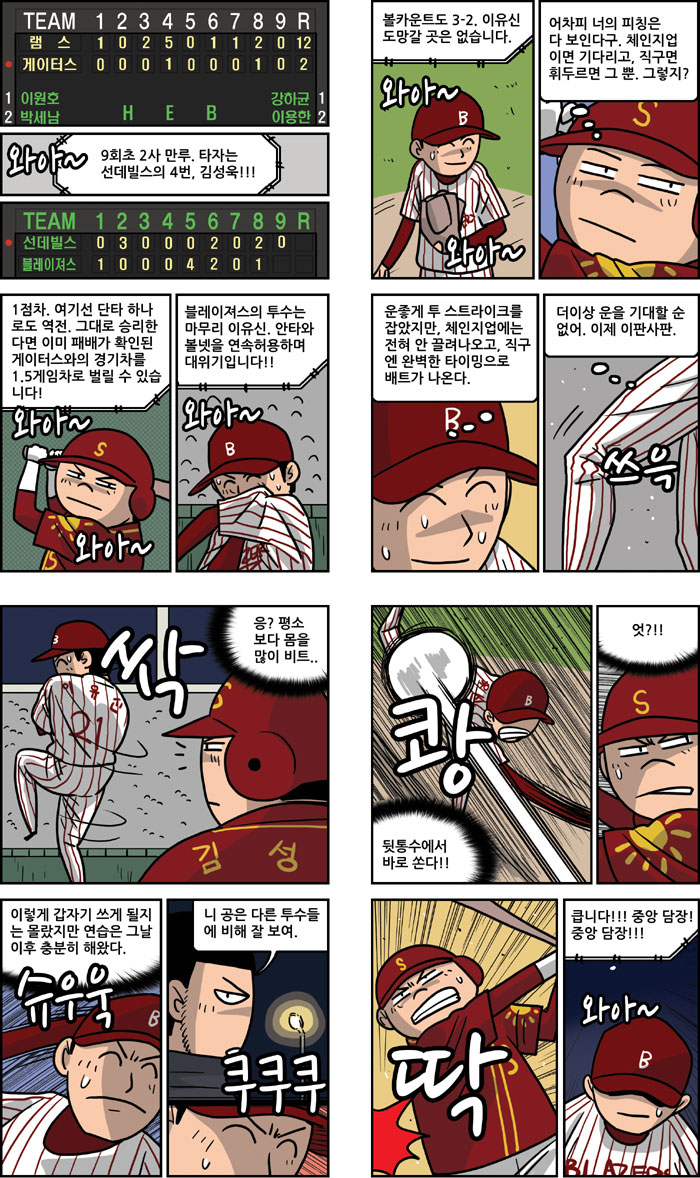 TEAM 1 2 3 4 5 6 7 8 9 R
램 스 1 0 2 5 0 1 1 2 0 12
게이터스 0 0 0 1 0 0 0 1 0 2
1 이원호 강하균 1
2 박세남 H E B 이용한 2
와아~
9회초 2사 만루. 타자는
선데빌스의 4번, 김성욱!!!
TEAM 1 2 3 4 5 6 7 8 9 R
선데빌스 0 3 0 0 0 2 0 2 0
블레이져스 1 0 0 0 4 2 0 1
볼카운트도 3-2. 이유신
도망갈 곳은 없습니다.
와아~
B
와아~
어차피 너의 피칭은
다 보인다구. 체인지업
이면 기다리고, 직구면
휘두르면 그 뿐. 그렇지?
S
1점차. 여기선 단타 하나
로도 역전. 그대로 승리한
다면 이미 패배가 확인된
게이터스와의 경기차를
1.5게임차로 벌릴 수 있습
니다!
와아~
S
와아~
블레이져스의 투수는
마무리 이유신. 안타와
볼넷을 연속허용하며
대위기입니다!!
와아~
B
운좋게 투 스트라이크를
잡았지만, 체인지업에는
전혀 안 끌려나오고, 직구
엔 완벽한 타이밍으로
배트가 나온다.
B
더이상 운을 기대할 순
없어. 이제 이판사판.
쓰윽
B
싹
응? 평소
보다 몸을
많이 비트..
이유신
21
S
김 성
B
쾅
뒷통수에서
바로 쏜다!!
엇?!!
S
이렇게 갑자기 쓰게 될지
는 몰랐지만 연습은 그날
이후 충분히 해왔다.
슈우욱
B
니 공은 다른 투수들
에 비해 잘 보여.
쿠쿠쿠
S
딱
큽니다!!! 중앙 담장!
중앙 담장!!!
와아~
B
BLAZERS